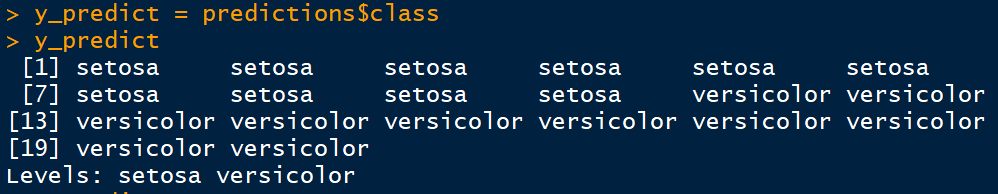 > y_predict = predictions$class
> y_predict
 [1] setosa     setosa     setosa     setosa     setosa     setosa
 [7] setosa     setosa     setosa     setosa     versicolor versicolor
[13] versicolor versicolor versicolor versicolor versicolor versicolor
[19] versicolor versicolor
Levels: setosa versicolor